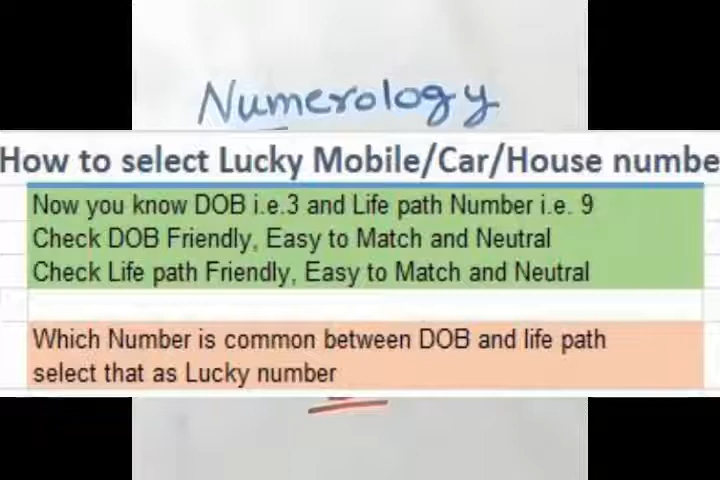 Numerology
How to select Lucky Mobile/Car/House numbe
Now you know DOB i.e.3 and Life path Number i.e. 9
Check DOB Friendly, Easy to Match and Neutral
Check Life path Friendly, Easy to Match and Neutral
Which Number is common between DOB and life path
select that as Lucky number